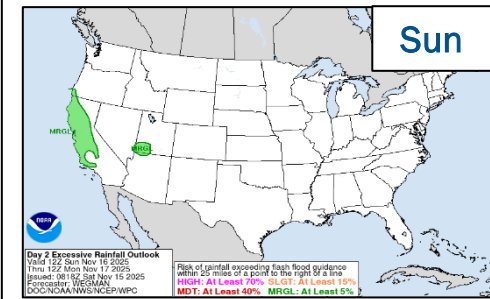 Sun
MRGL
MRGL
NOAA
Day 2 Excessive Rainfall Outlook
Valid 12Z Sun Nov 16 2025
Thru 12Z Mon Nov 17 2025
Issued: 0818Z Sat Nov 15 2025
Forecaster: WEGMAN
DOC/NOAA/NWS/NCEP/WPC
Risk of rainfall exceeding flash flood guidance
within 25 miles of a point to the right of a line
HIGH: At Least 70% SLGT: At Least 15%
MDT: At Least 40% MRGL: At Least 5%